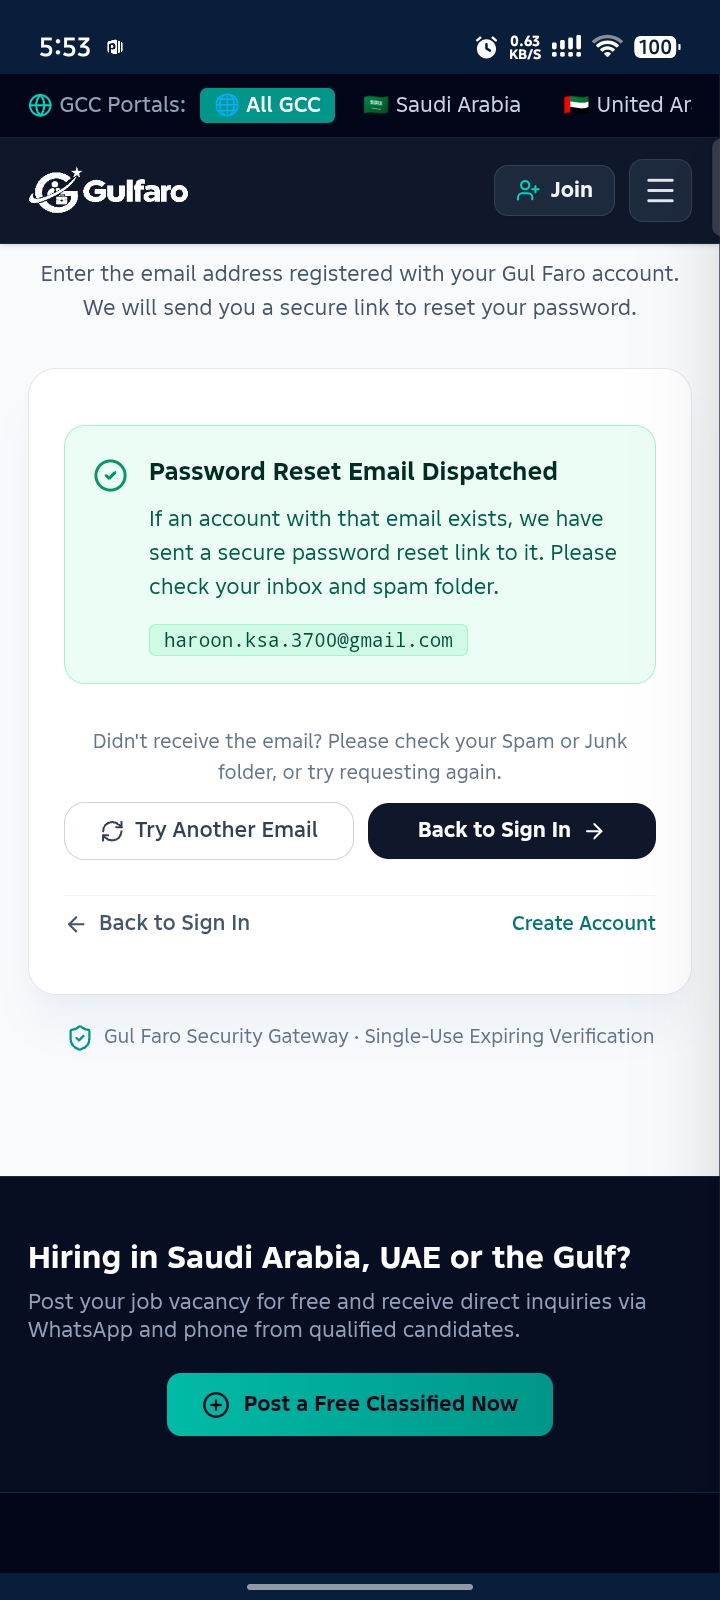 5:53
0.63
KB/S
100
GCC Portals:
All GCC
Saudi Arabia
United Ar
Gulfaro
Join
Enter the email address registered with your Gul Faro account.
We will send you a secure link to reset your password.
Password Reset Email Dispatched
If an account with that email exists, we have
sent a secure password reset link to it. Please
check your inbox and spam folder.
haroon.ksa.3700@gmail.com
Didn't receive the email? Please check your Spam or Junk
folder, or try requesting again.
Try Another Email
Back to Sign In
Back to Sign In
Create Account
Gul Faro Security Gateway · Single-Use Expiring Verification
Hiring in Saudi Arabia, UAE or the Gulf?
Post your job vacancy for free and receive direct inquiries via
WhatsApp and phone from qualified candidates.
Post a Free Classified Now